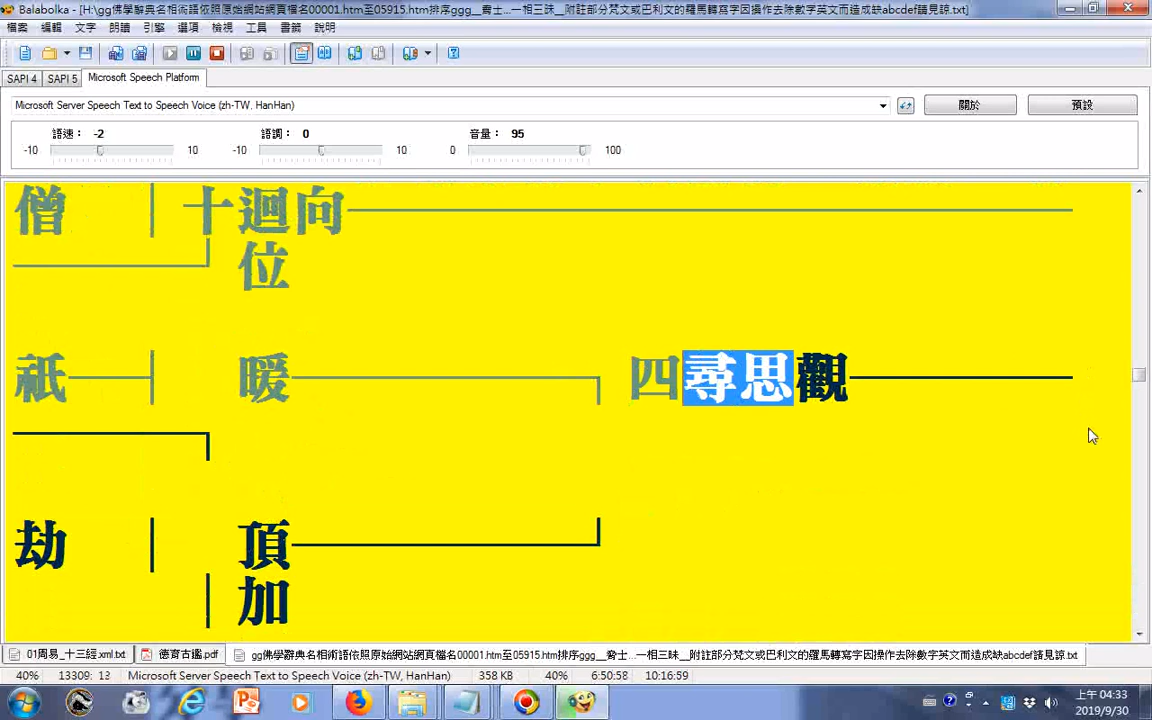 Balabolka - [H:\gg佛學辭典名相術語依照原始網站網頁檔名00001.htm至05915.htm排序ggg__爵士...一相三昧__附註部分梵文或巴利文的羅馬轉寫字因操作去除數字英文而造成缺abcdef請見諒.txt]
檔案 編輯 文字 朗讀 引擎 選項 檢視 工具 書籤 說明
SAPI 4 SAPI 5 Microsoft Speech Platform
Microsoft Server Speech Text to Speech Voice (zh-TW, HanHan) 關於 預設
語速： -2 語調： 0 音量： 95
-10 10 -10 10 0 100
僧 十迴向
位
祇 暖 四尋思觀
劫 頂
加
01周易_十三經.xml.txt 德育古鑑.pdf gg佛學辭典名相術語依照原始網站網頁檔名00001.htm至05915.htm排序ggg__爵士...一相三昧__附註部分梵文或巴利文的羅馬轉寫字因操作去除數字英文而造成缺abcdef請見諒.txt
40% 13309: 13 Microsoft Server Speech Text to Speech Voice (zh-TW, HanHan) 358 KB 40% 6:50:58 10:16:59
上午 04:33
2019/9/30